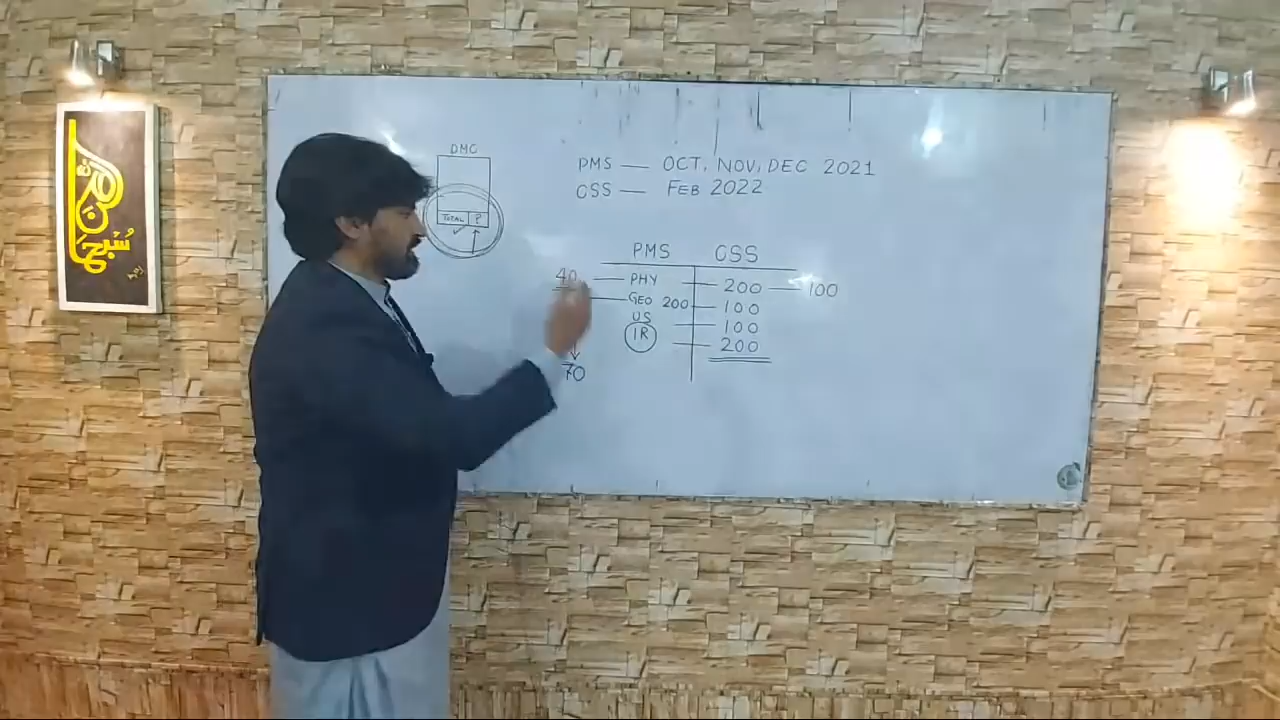 سُبحٰن
DMC
TOTAL P
PMS — OCT, NOV, DEC 2021
CSS — FEB 2022
PMS CSS
40 — PHY — 200 — 100
GEO 200 — 100
US — 100
IR — 200
70